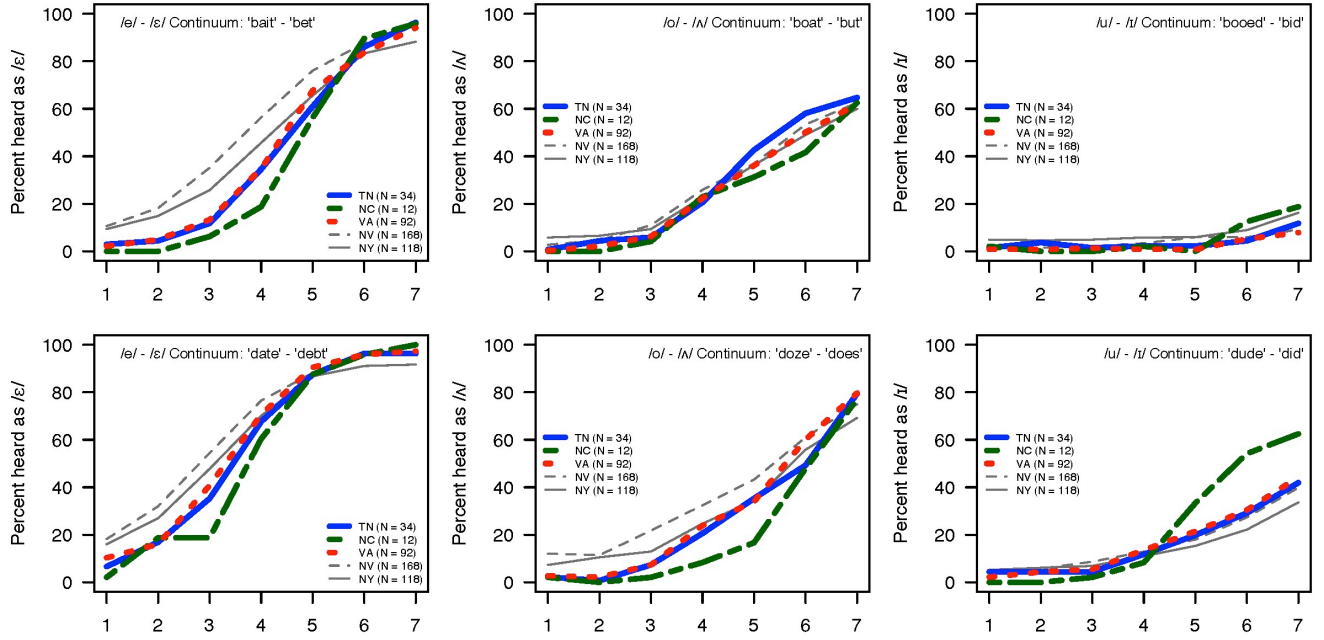 /e/ - /ɛ/ Continuum: 'bait' - 'bet'
Percent heard as /ɛ/
100
80
60
40
20
0
TN (N = 34)
NC (N = 12)
VA (N = 92)
NV (N = 168)
NY (N = 118)
1 2 3 4 5 6 7
/o/ - /ʌ/ Continuum: 'boat' - 'but'
Percent heard as /ʌ/
100
80
60
40
20
0
TN (N = 34)
NC (N = 12)
VA (N = 92)
NV (N = 168)
NY (N = 118)
1 2 3 4 5 6 7
/u/ - /ɪ/ Continuum: 'booed' - 'bid'
Percent heard as /ɪ/
100
80
60
40
20
0
TN (N = 34)
NC (N = 12)
VA (N = 92)
NV (N = 168)
NY (N = 118)
1 2 3 4 5 6 7
/e/ - /ɛ/ Continuum: 'date' - 'debt'
Percent heard as /ɛ/
100
80
60
40
20
0
TN (N = 34)
NC (N = 12)
VA (N = 92)
NV (N = 168)
NY (N = 118)
1 2 3 4 5 6 7
/o/ - /ʌ/ Continuum: 'doze' - 'does'
Percent heard as /ʌ/
100
80
60
40
20
0
TN (N = 34)
NC (N = 12)
VA (N = 92)
NV (N = 168)
NY (N = 118)
1 2 3 4 5 6 7
/u/ - /ɪ/ Continuum: 'dude' - 'did'
Percent heard as /ɪ/
100
80
60
40
20
0
TN (N = 34)
NC (N = 12)
VA (N = 92)
NV (N = 168)
NY (N = 118)
1 2 3 4 5 6 7